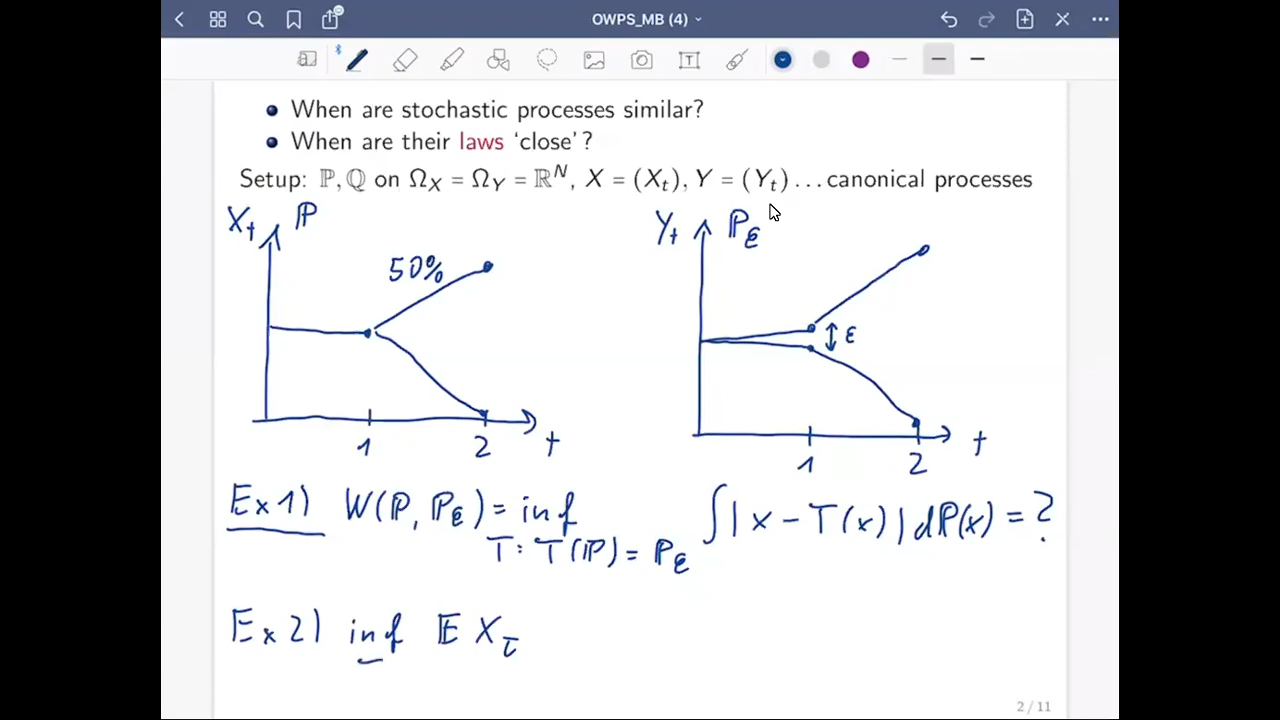 OWPS_MB (4)
• When are stochastic processes similar?
• When are their laws ‘close’?
Setup: ℙ, ℚ on Ω_X = Ω_Y = ℝ^N, X = (X_t), Y = (Y_t) ... canonical processes
X_t ℙ
50%
1 2 t
Y_t ℙ_ε
ε
1 2 t
Ex 1) W(ℙ, ℙ_ε) = inf ∫ | x - T(x) | dℙ(x) = ?
T: T(ℙ) = ℙ_ε
Ex 2) inf 𝔼 X_τ
2 / 11